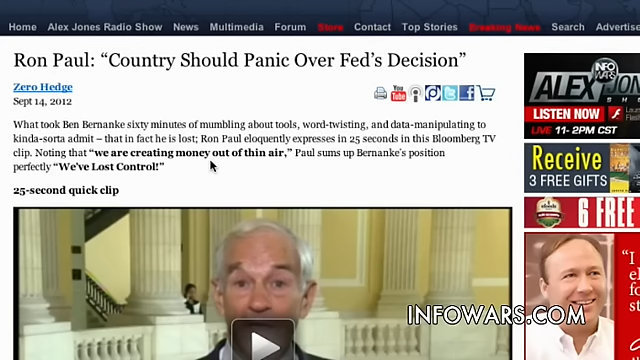 Home Alex Jones Radio Show News Multimedia Forum Store Contact Top Stories Breaking News Search Advertise
Ron Paul: “Country Should Panic Over Fed’s Decision”
Zero Hedge
Sept 14, 2012
You
What took Ben Bernanke sixty minutes of mumbling about tools, word-twisting, and data-manipulating to
kinda-sorta admit – that in fact he is lost; Ron Paul eloquently expresses in 25 seconds in this Bloomberg TV
clip. Noting that “we are creating money out of thin air,” Paul sums up Bernanke’s position
perfectly “We’ve Lost Control!”
25-second quick clip
INFO
WARS
ALEX JON
LISTEN NOW
LIVE 11- 2PM CST
Receive
3 FREE GIFTS
6 FREE
“I
INFOWARS.COM